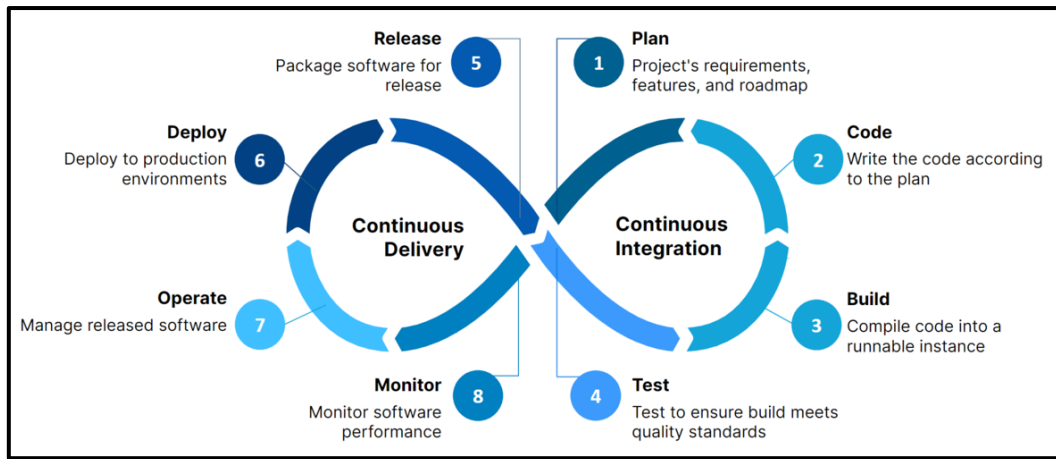 Release
5
Package software for
release
1
Plan
Project's requirements,
features, and roadmap
Deploy
6
Deploy to production
environments
2
Code
Write the code according
to the plan
Continuous
Delivery
Continuous
Integration
Operate
7
Manage released software
3
Build
Compile code into a
runnable instance
Monitor
8
Monitor software
performance
4
Test
Test to ensure build meets
quality standards